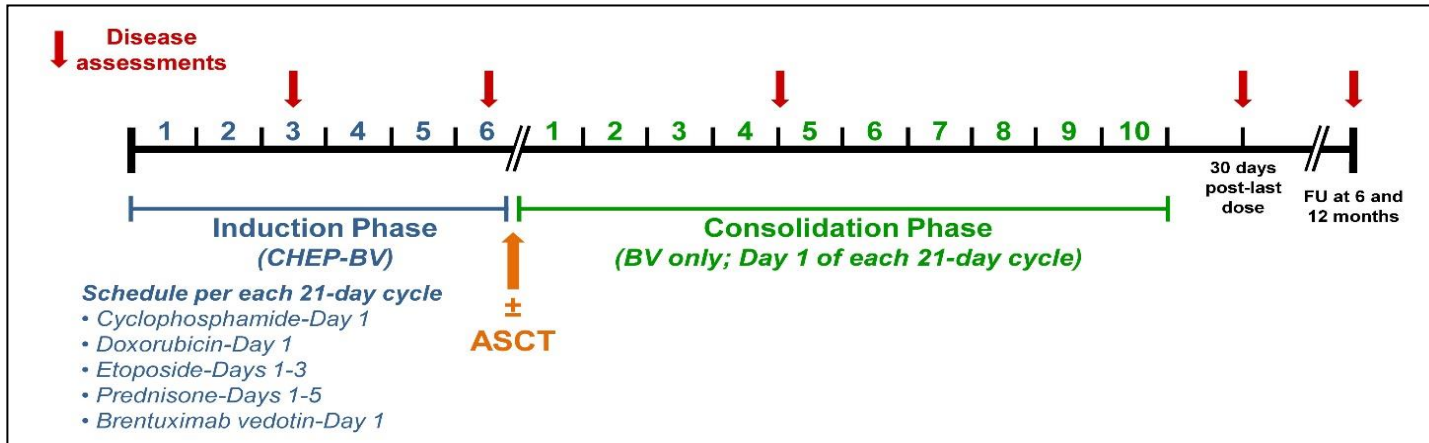 Disease
assessments
1 2 3 4 5 6 1 2 3 4 5 6 7 8 9 10
30 days
post-last
dose
FU at 6 and
12 months
Induction Phase
(CHEP-BV)
Consolidation Phase
(BV only; Day 1 of each 21-day cycle)
Schedule per each 21-day cycle
• Cyclophosphamide-Day 1
• Doxorubicin-Day 1
• Etoposide-Days 1-3
• Prednisone-Days 1-5
• Brentuximab vedotin-Day 1
±
ASCT